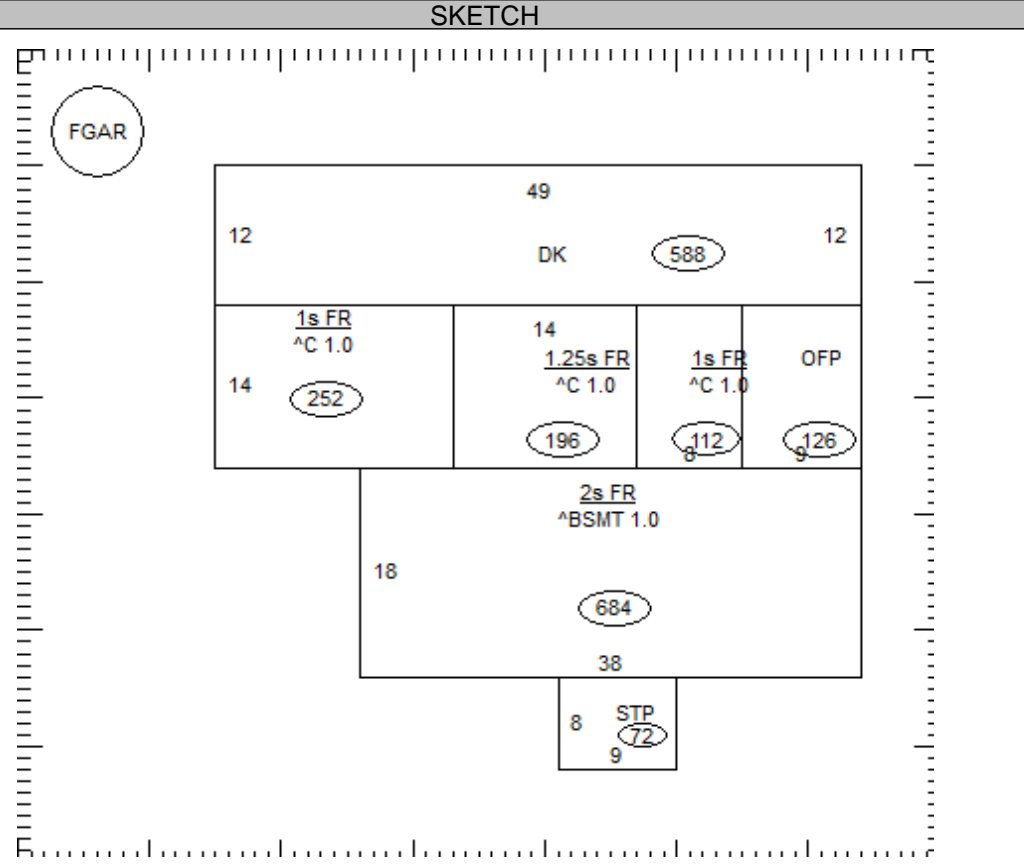 SKETCH
FGAR
49
12
12
DK
588
1s FR
^C 1.0
14
252
14
1.25s FR
^C 1.0
196
1s FR
^C 1.0
112
8
OFP
126
9
2s FR
^BSMT 1.0
18
684
38
8
STP
72
9